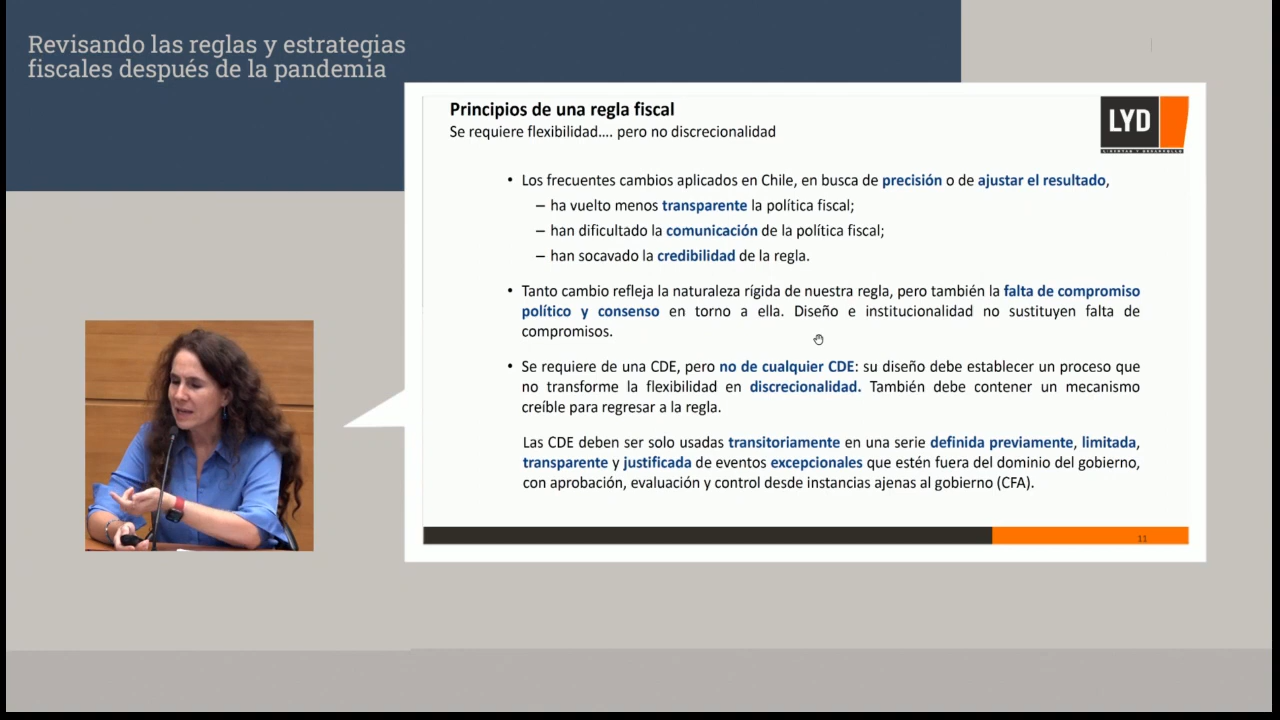 Revisando las reglas y estrategias
fiscales después de la pandemia
Principios de una regla fiscal
Se requiere flexibilidad.... pero no discrecionalidad
LYD
LIBERTAD Y DESARROLLO
• Los frecuentes cambios aplicados en Chile, en busca de precisión o de ajustar el resultado,
– ha vuelto menos transparente la política fiscal;
– han dificultado la comunicación de la política fiscal;
– han socavado la credibilidad de la regla.
• Tanto cambio refleja la naturaleza rígida de nuestra regla, pero también la falta de compromiso
político y consenso en torno a ella. Diseño e institucionalidad no sustituyen falta de
compromisos.
• Se requiere de una CDE, pero no de cualquier CDE: su diseño debe establecer un proceso que
no transforme la flexibilidad en discrecionalidad. También debe contener un mecanismo
creíble para regresar a la regla.
Las CDE deben ser solo usadas transitoriamente en una serie definida previamente, limitada,
transparente y justificada de eventos excepcionales que estén fuera del dominio del gobierno,
con aprobación, evaluación y control desde instancias ajenas al gobierno (CFA).
11